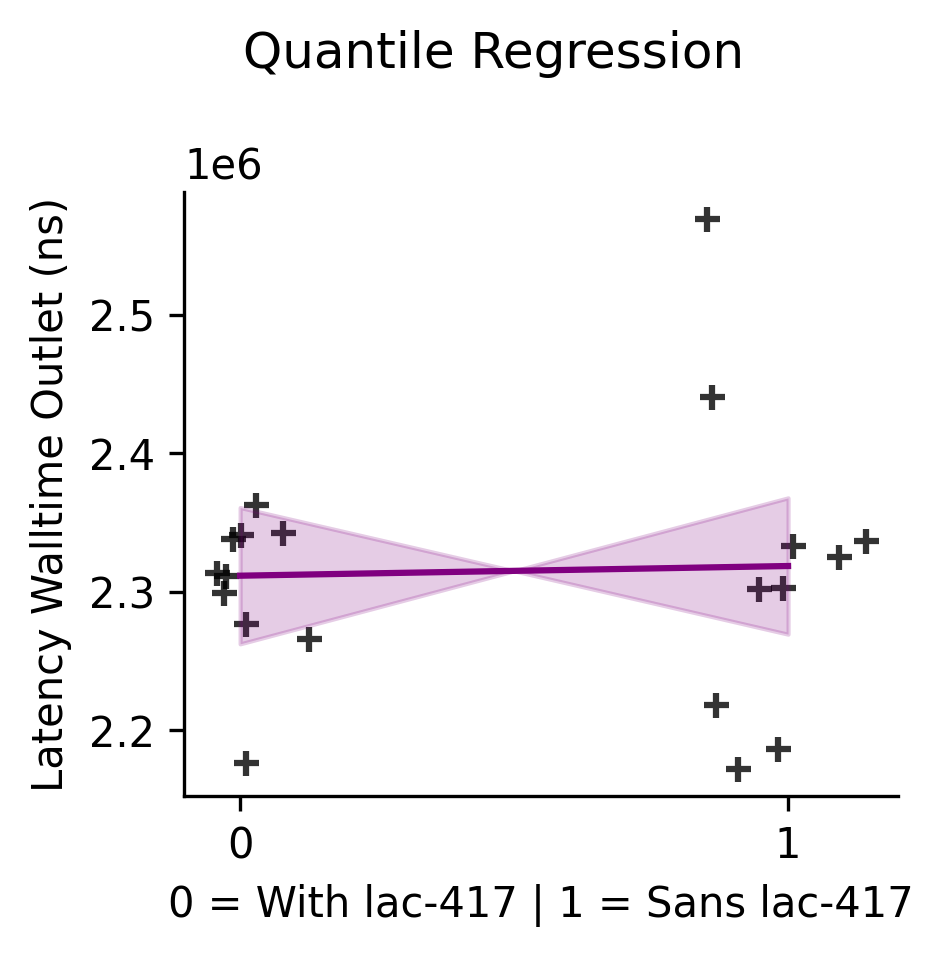 Quantile Regression
1e6
Latency Walltime Outlet (ns)
2.5
2.4
2.3
2.2
0
1
0 = With lac-417 | 1 = Sans lac-417